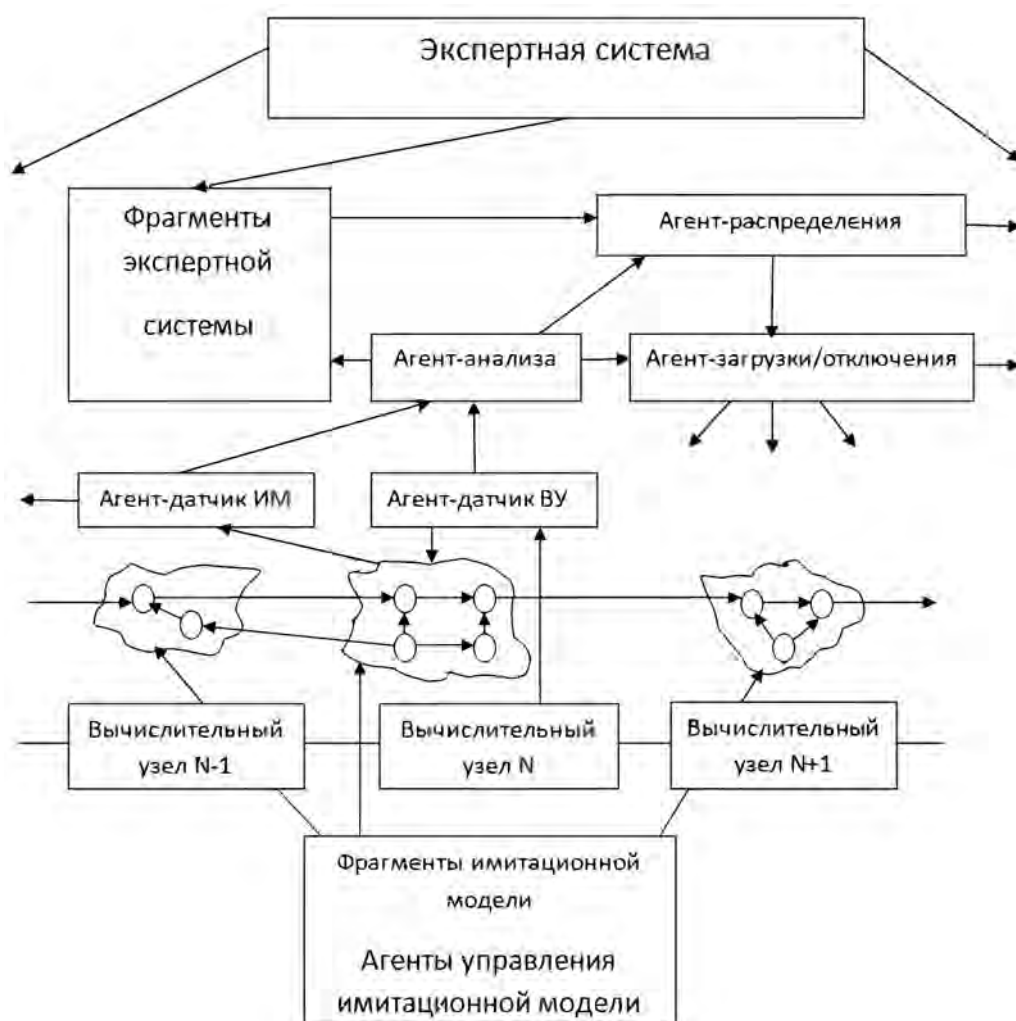 Экспертная система
Фрагменты
экспертной
системы
Агент-распределения
Агент-анализа
Агент-загрузки/отключения
Агент-датчик ИМ
Агент-датчик ВУ
Вычислительный
узел N-1
Вычислительный
узел N
Вычислительный
узел N+1
Фрагменты имитационной
модели
Агенты управления
имитационной модели